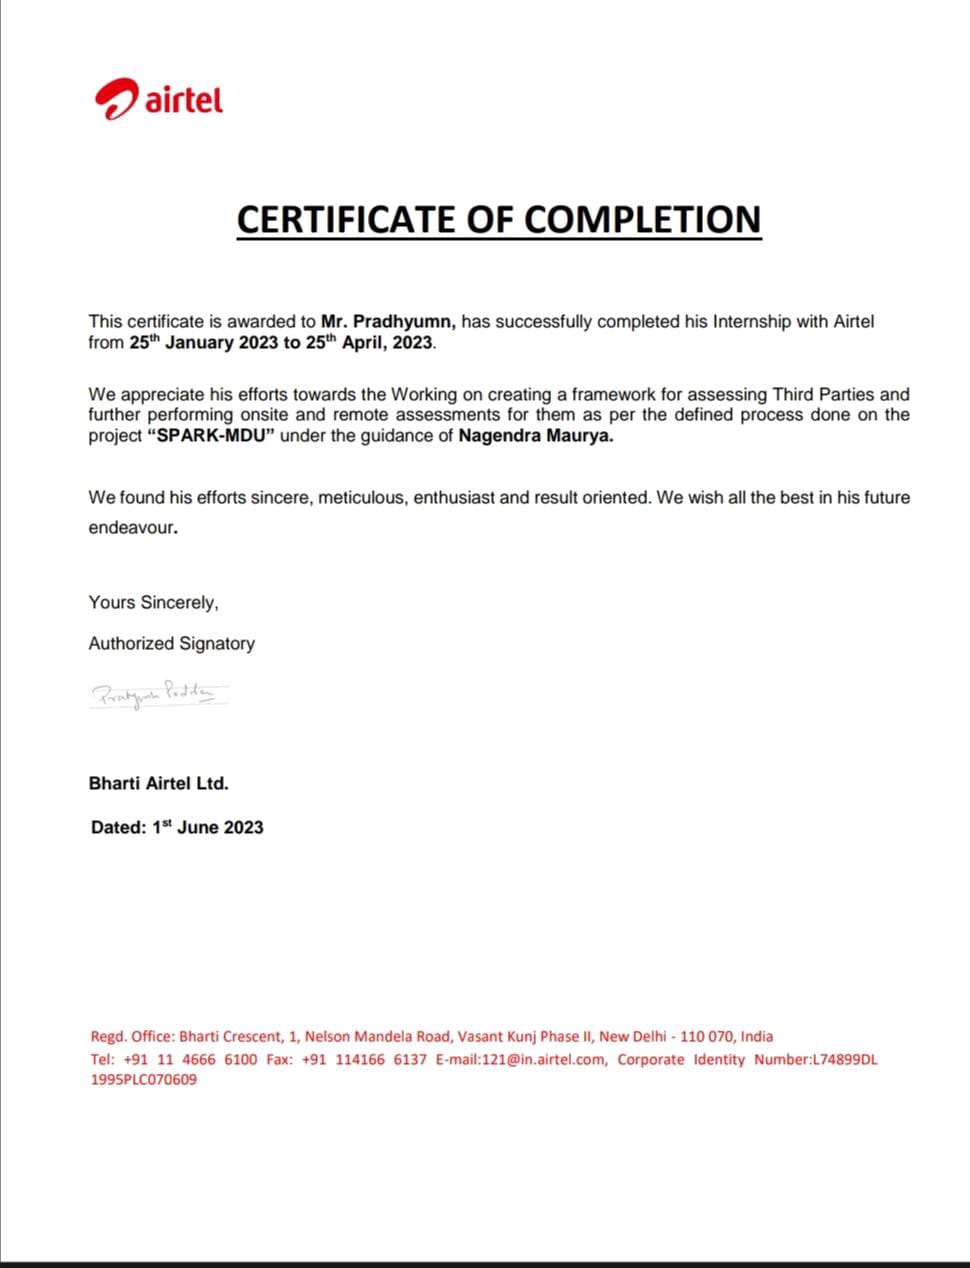 airtel
CERTIFICATE OF COMPLETION
This certificate is awarded to Mr. Pradhyumn, has successfully completed his Internship with Airtel
from 25th January 2023 to 25th April, 2023.
We appreciate his efforts towards the Working on creating a framework for assessing Third Parties and
further performing onsite and remote assessments for them as per the defined process done on the
project “SPARK-MDU” under the guidance of Nagendra Maurya.
We found his efforts sincere, meticulous, enthusiast and result oriented. We wish all the best in his future
endeavour.
Yours Sincerely,
Authorized Signatory
Bharti Airtel Ltd.
Dated: 1st June 2023
Regd. Office: Bharti Crescent, 1, Nelson Mandela Road, Vasant Kunj Phase II, New Delhi - 110 070, India
Tel: +91 11 4666 6100 Fax: +91 114166 6137 E-mail:121@in.airtel.com, Corporate Identity Number:L74899DL
1995PLC070609